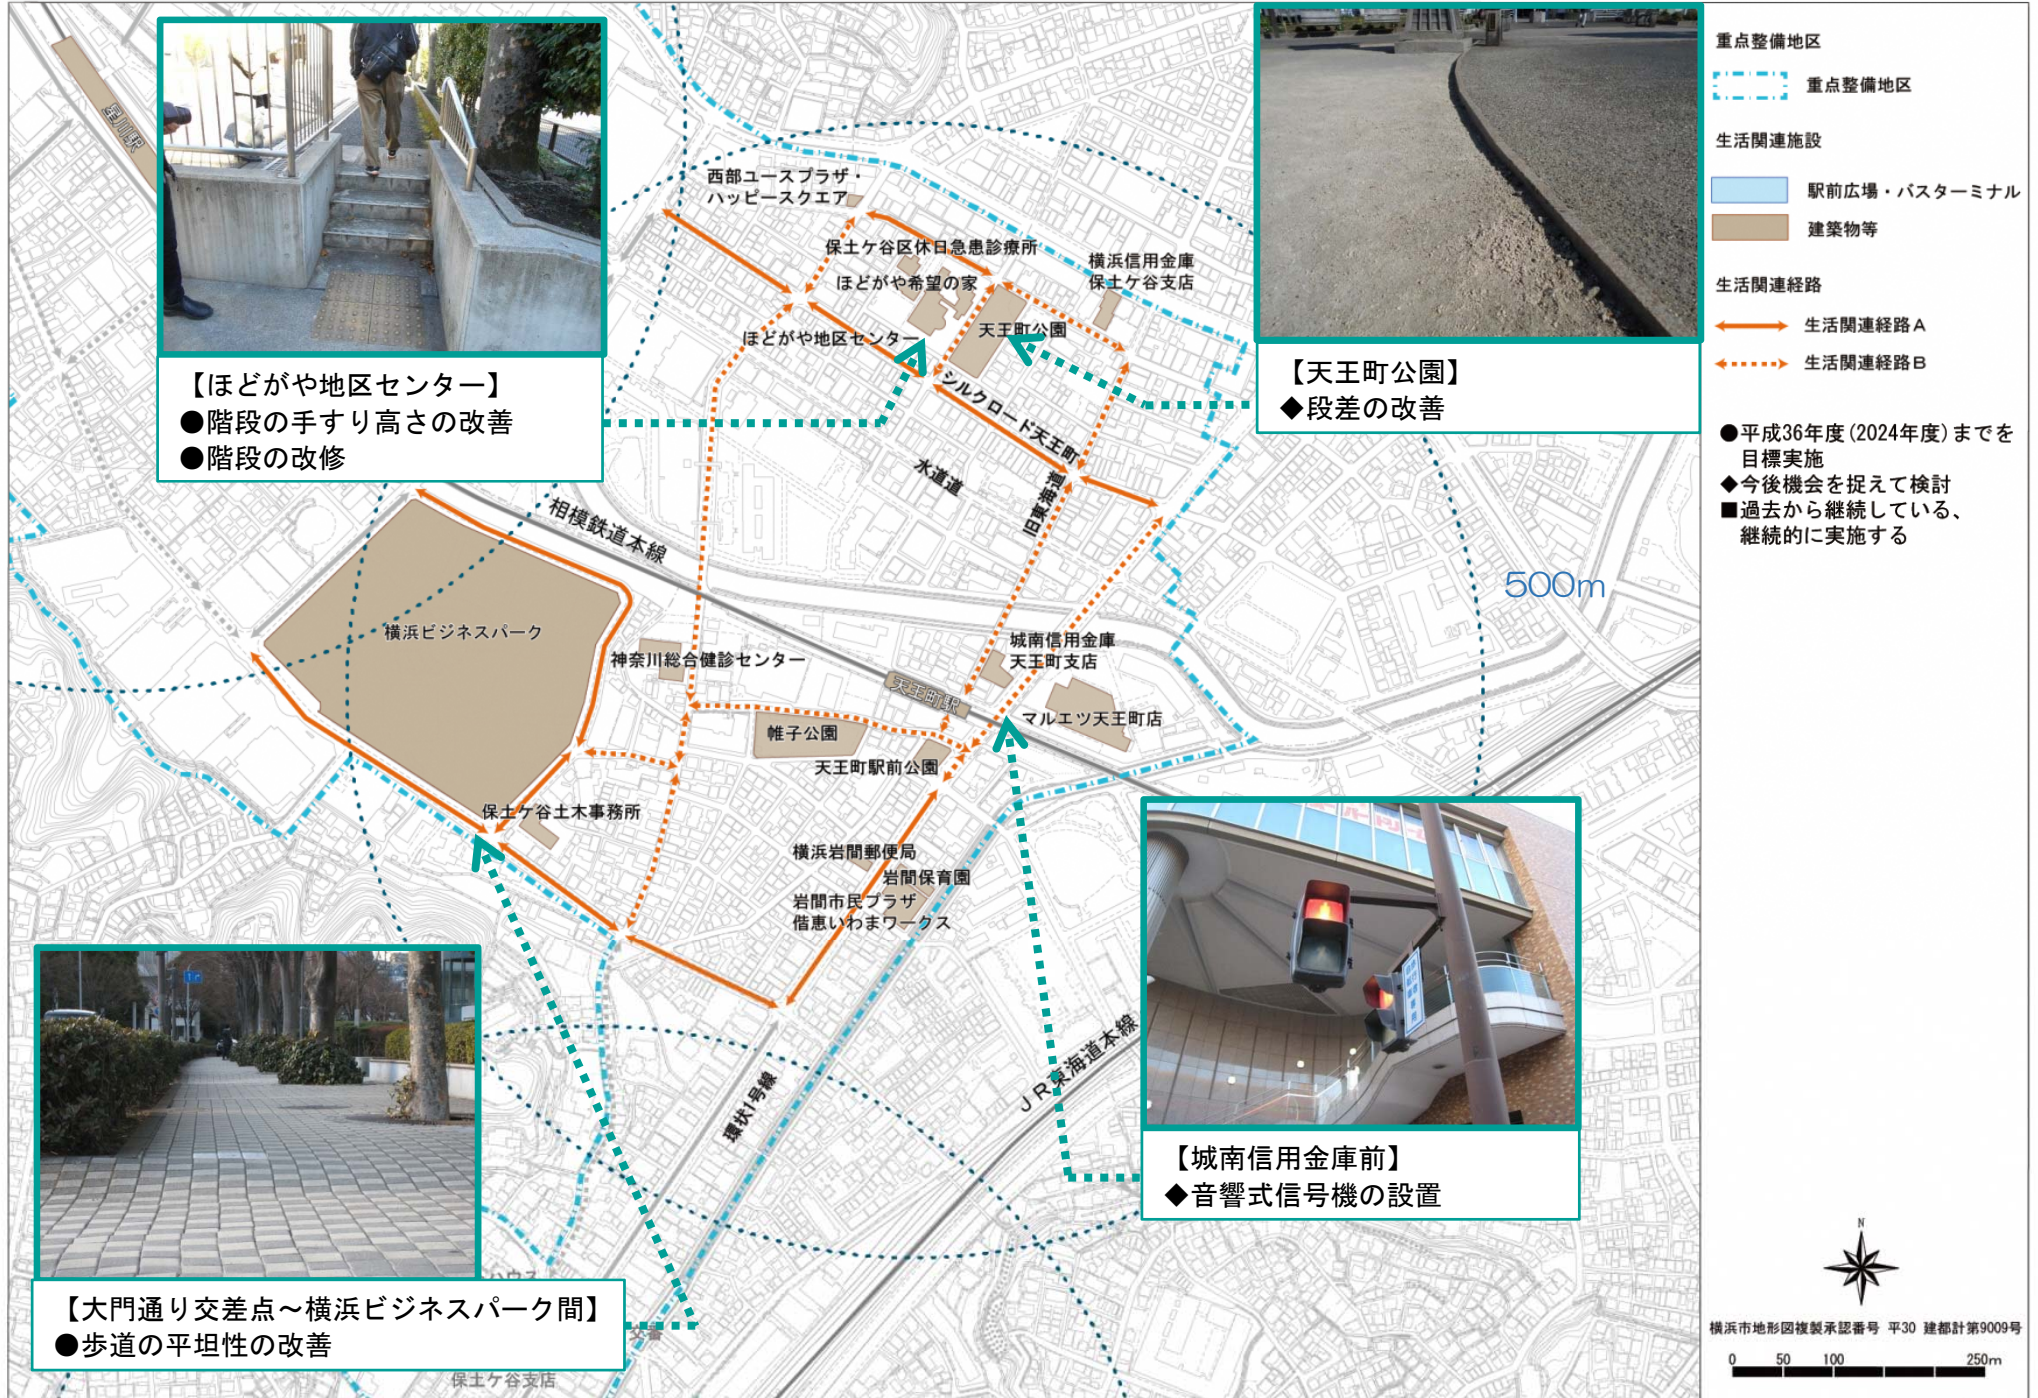 星川駅
【ほどがや地区センター】
●階段の手すり高さの改善
●階段の改修
西部ユースプラザ・
ハッピースクエア
保土ケ谷区休日急患診療所
ほどがや希望の家
横浜信用金庫
保土ケ谷支店
天王町公園
ほどがや地区センター
【天王町公園】
◆段差の改善
シルクロード天王町
水道道
旧東海道
相模鉄道本線
500m
横浜ビジネスパーク
神奈川総合健診センター
城南信用金庫
天王町支店
天王町駅
マルエツ天王町店
帷子公園
天王町駅前公園
保土ケ谷土木事務所
横浜岩間郵便局
岩間保育園
岩間市民プラザ
偕恵いわまワークス
環状1号線
JR東海道本線
【城南信用金庫前】
◆音響式信号機の設置
ハウス
【大門通り交差点～横浜ビジネスパーク間】
●歩道の平坦性の改善
交番
保土ケ谷支店
重点整備地区
重点整備地区
生活関連施設
駅前広場・バスターミナル
建築物等
生活関連経路
生活関連経路A
生活関連経路B
●平成36年度(2024年度)までを
目標実施
◆今後機会を捉えて検討
■過去から継続している、
継続的に実施する
N
横浜市地形図複製承認番号 平30 建都計第9009号
0 50 100 250m